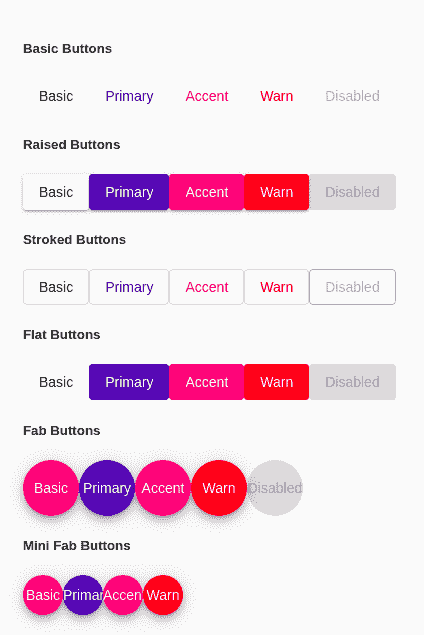 Basic Buttons
Basic Primary Accent Warn Disabled
Raised Buttons
Basic Primary Accent Warn Disabled
Stroked Buttons
Basic Primary Accent Warn Disabled
Flat Buttons
Basic Primary Accent Warn Disabled
Fab Buttons
Basic Primary Accent Warn Disabled
Mini Fab Buttons
Basic Primar Accen Warn